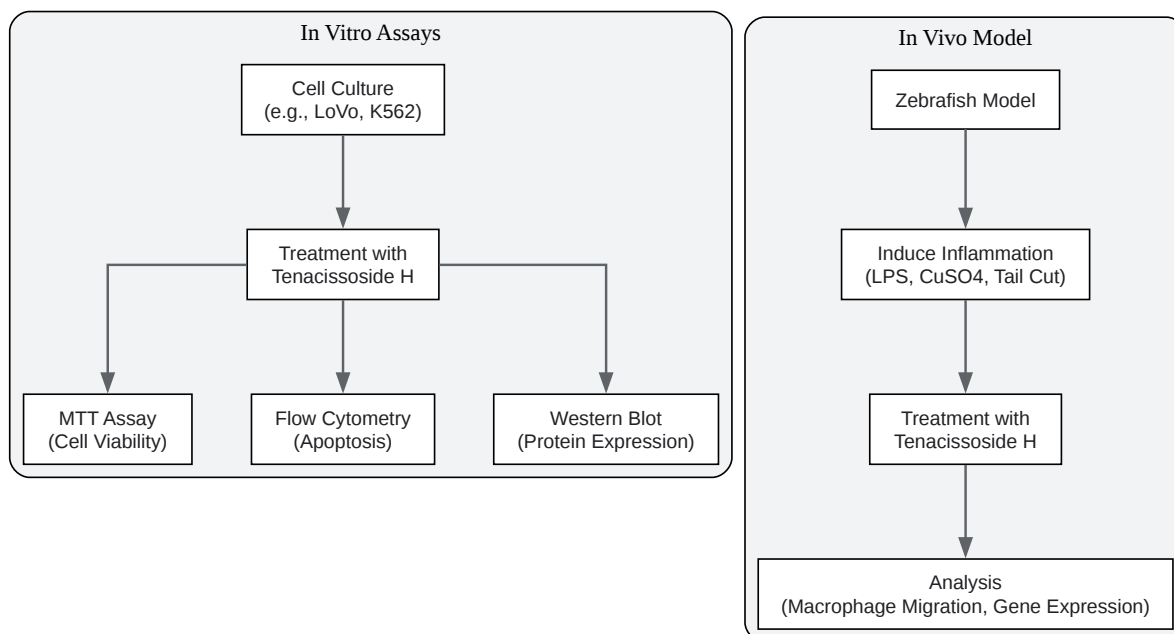 In Vitro Assays
Cell Culture
(e.g., LoVo, K562)
Treatment with
Tenacissoside H
MTT Assay
(Cell Viability)
Flow Cytometry
(Apoptosis)
Western Blot
(Protein Expression)
In Vivo Model
Zebrafish Model
Induce Inflammation
(LPS, CuSO4, Tail Cut)
Treatment with
Tenacissoside H
Analysis
(Macrophage Migration, Gene Expression)